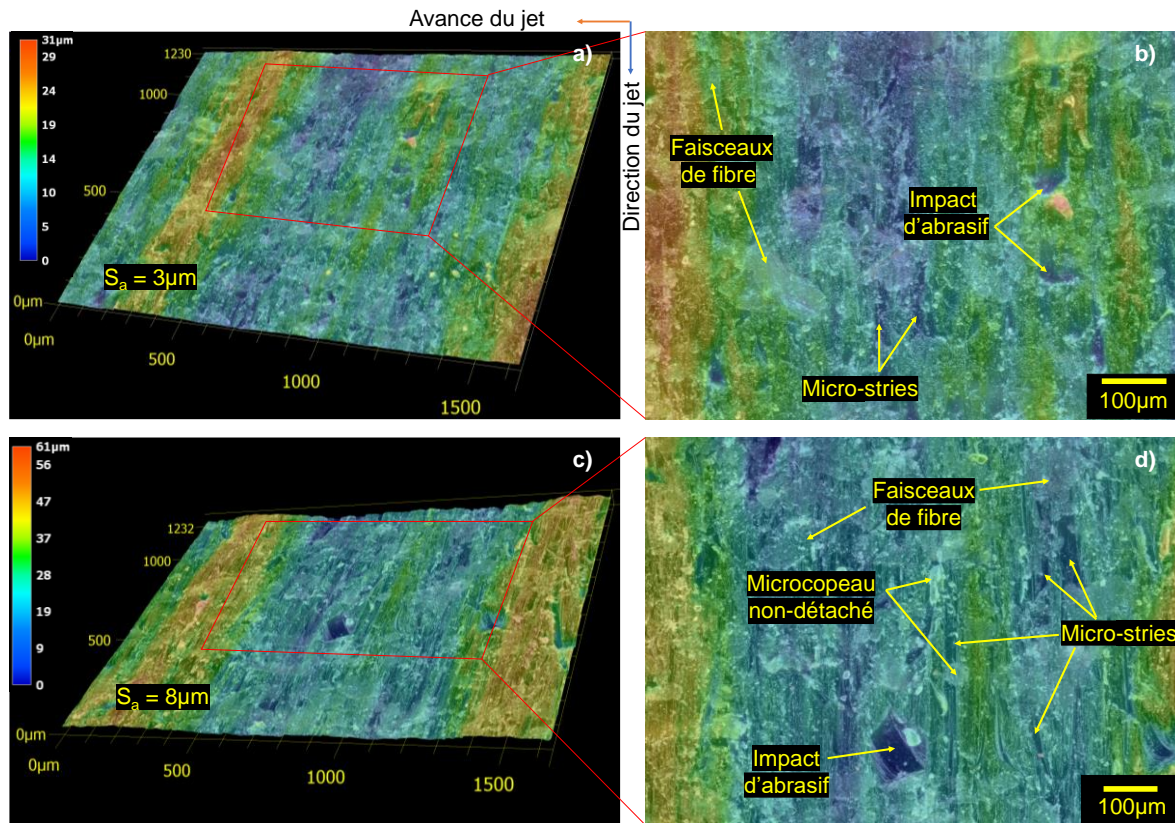 Avance du jet
Direction du jet
a)
31µm
29
24
19
14
10
5
0
1230
1000
500
0µm
0µm
500
1000
1500
Sₐ = 3µm
b)
Faisceaux
de fibre
Impact
d'abrasif
Micro-stries
100µm
c)
61µm
56
47
37
28
19
9
0
1232
1000
500
0µm
0µm
500
1000
1500
Sₐ = 8µm
d)
Faisceaux
de fibre
Microcopeau
non-détaché
Micro-stries
Impact
d'abrasif
100µm